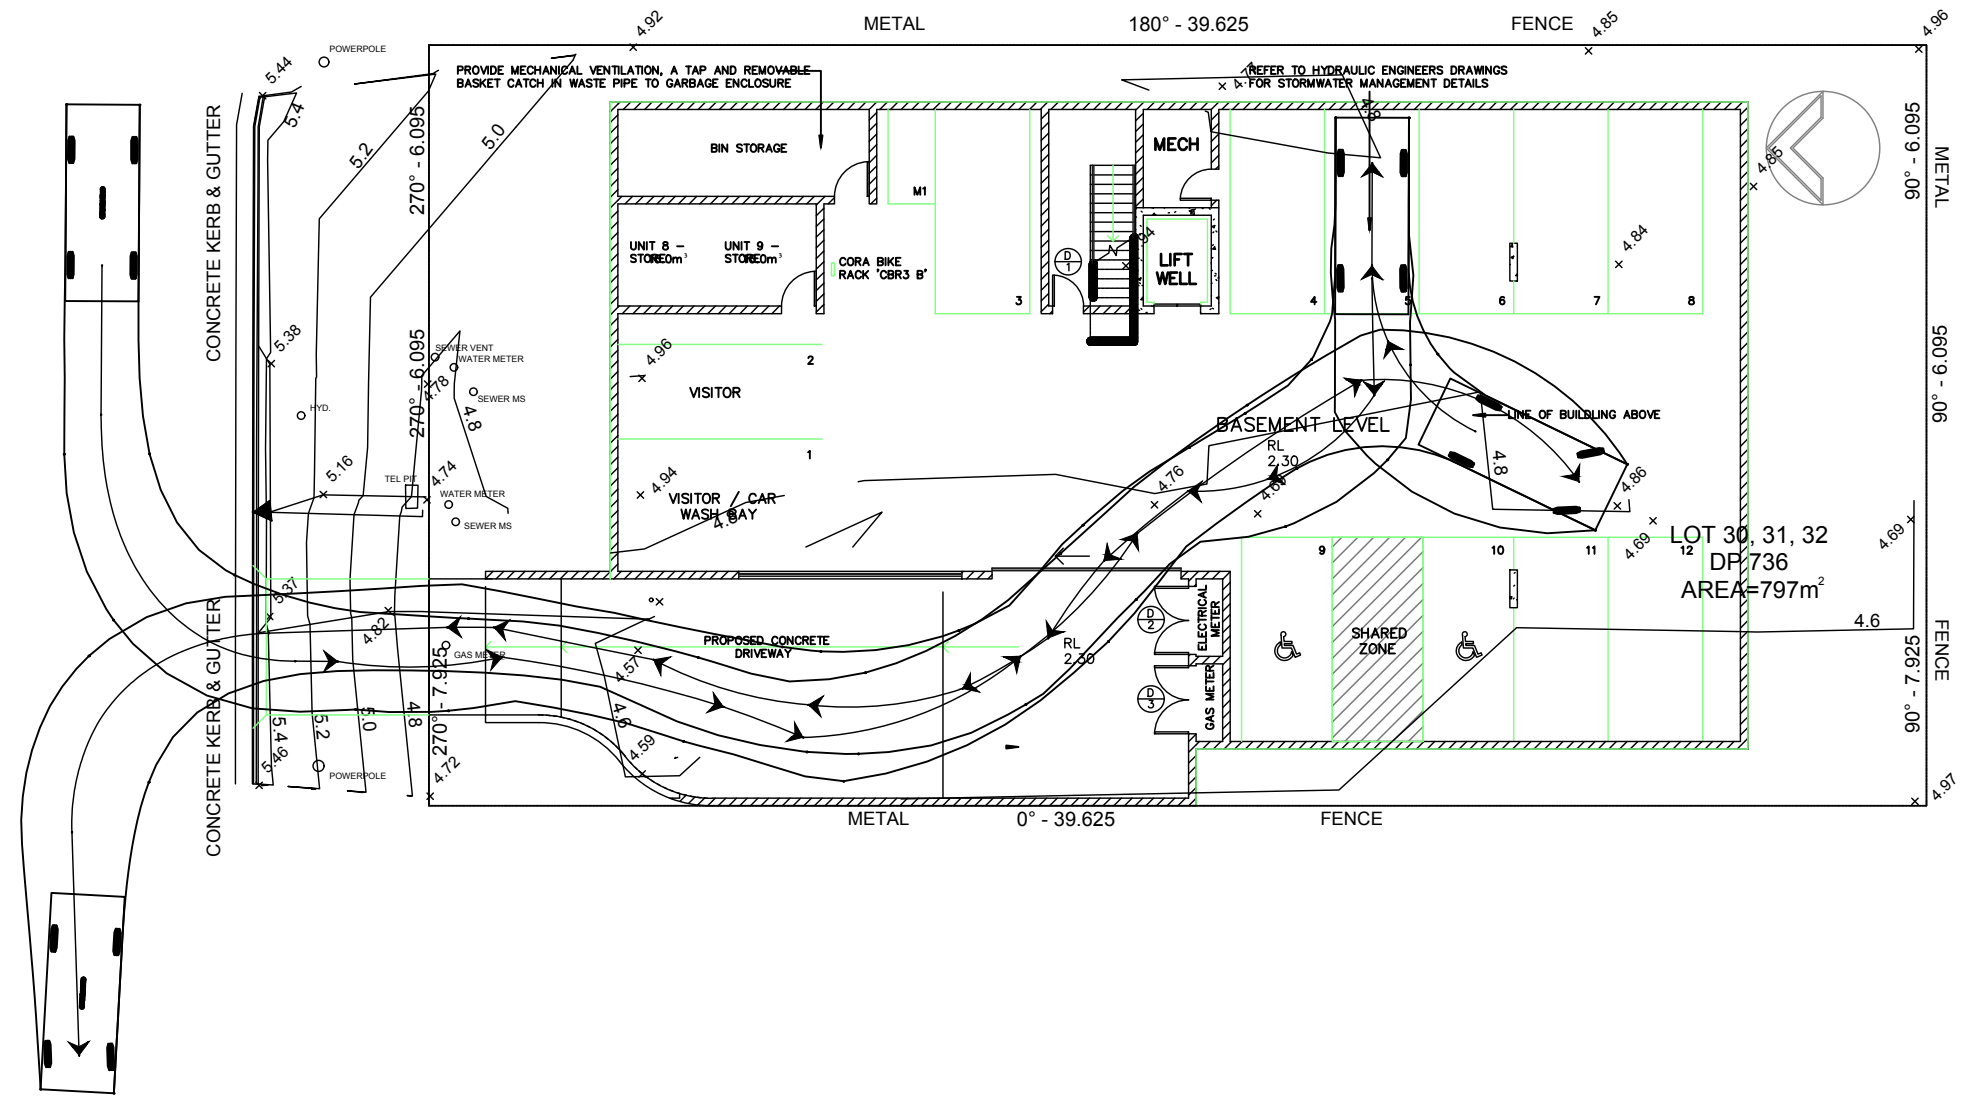 METAL
180° - 39.625
FENCE
4.92
4.85
4.96
POWERPOLE
5.44
PROVIDE MECHANICAL VENTILATION, A TAP AND REMOVABLE
BASKET CATCH IN WASTE PIPE TO GARBAGE ENCLOSURE
REFER TO HYDRAULIC ENGINEERS DRAWINGS
FOR STORMWATER MANAGEMENT DETAILS
CONCRETE KERB & GUTTER
5.4
5.2
270° - 6.095
5.0
BIN STORAGE
MECH
4.8
90° - 6.095
METAL
4.85
M1
UNIT 8 -
UNIT 9 -
CORA BIKE
RACK 'CBR3 B'
D
1
LIFT
WELL
4.84
3
4
5
6
7
8
5.38
SEWER VENT
WATER METER
4.78
270° - 6.095
SEWER MS
HYD.
4.8
4.96
2
VISITOR
90° - 6.095
LINE OF BUILDLING ABOVE
BASEMENT LEVEL
RL
2.30
1
5.16
TEL PIT
4.74
WATER METER
SEWER MS
4.94
VISITOR / CAR
WASH BAY
4.76
4.8
4.86
4.69
4.69
LOT 30, 31, 32
DP 736
AREA=797m²
9
10
11
12
5.37
4.82
GAS METER
PROPOSED CONCRETE
DRIVEWAY
RL
2.30
D
2
ELECTRICAL
METER
SHARED
ZONE
4.6
CONCRETE KERB & GUTTER
270° - 7.925
4.57
D
3
GAS METER
90° - 7.925
FENCE
5.4
5.2
5.0
4.8
4.6
5.46
4.59
POWERPOLE
4.72
4.97
METAL
0° - 39.625
FENCE